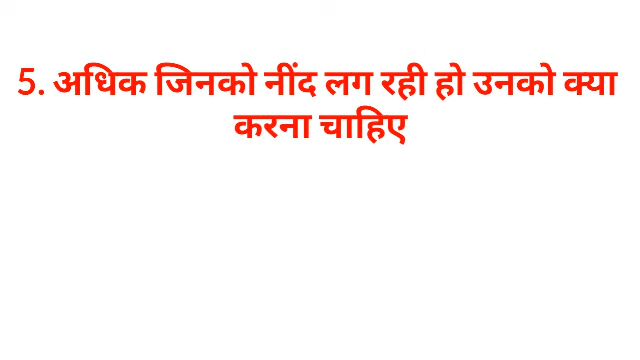 5. अधिक जिनको नींद लग रही हो उनको क्या
करना चाहिए